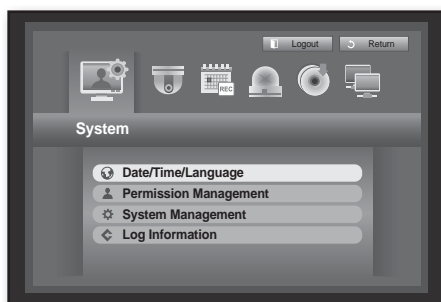 Logout Return
REC
System
Date/Time/Language
Permission Management
System Management
Log Information